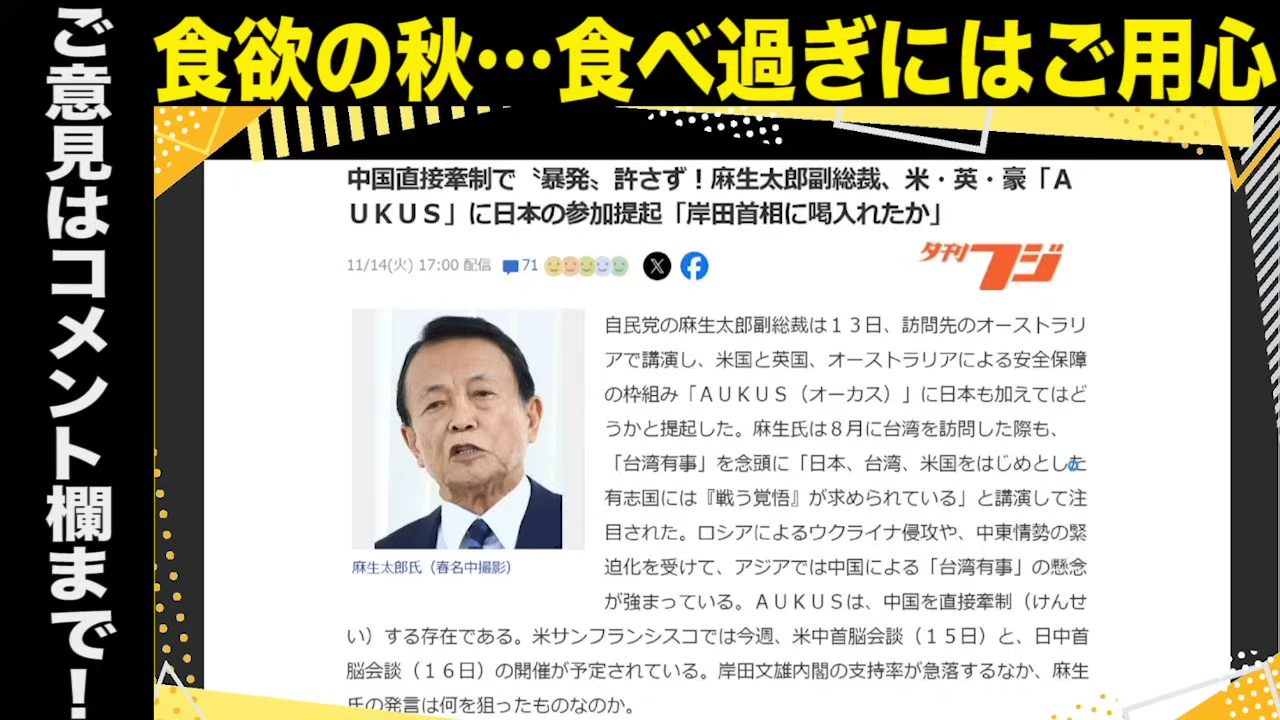 食欲の秋…食べ過ぎにはご用心
ご意見はコメント欄まで！
中国直接牽制で〝暴発〟許さず！麻生太郎副総裁、米・英・豪「Ａ
ＵＫＵＳ」に日本の参加提起「岸田首相に喝入れたか」
11/14(火) 17:00 配信 71
夕刊フジ
自民党の麻生太郎副総裁は１３日、訪問先のオーストラリ
アで講演し、米国と英国、オーストラリアによる安全保障
の枠組み「ＡＵＫＵＳ（オーカス）」に日本も加えてはど
うかと提起した。麻生氏は８月に台湾を訪問した際も、
「台湾有事」を念頭に「日本、台湾、米国をはじめとした
有志国には『戦う覚悟』が求められている」と講演して注
目された。ロシアによるウクライナ侵攻や、中東情勢の緊
迫化を受けて、アジアでは中国による「台湾有事」の懸念
が強まっている。ＡＵＫＵＳは、中国を直接牽制（けんせ
い）する存在である。米サンフランシスコでは今週、米中首脳会談（１５日）と、日中首
脳会談（１６日）の開催が予定されている。岸田文雄内閣の支持率が急落するなか、麻生
氏の発言は何を狙ったものなのか。
麻生太郎氏（春名中撮影）